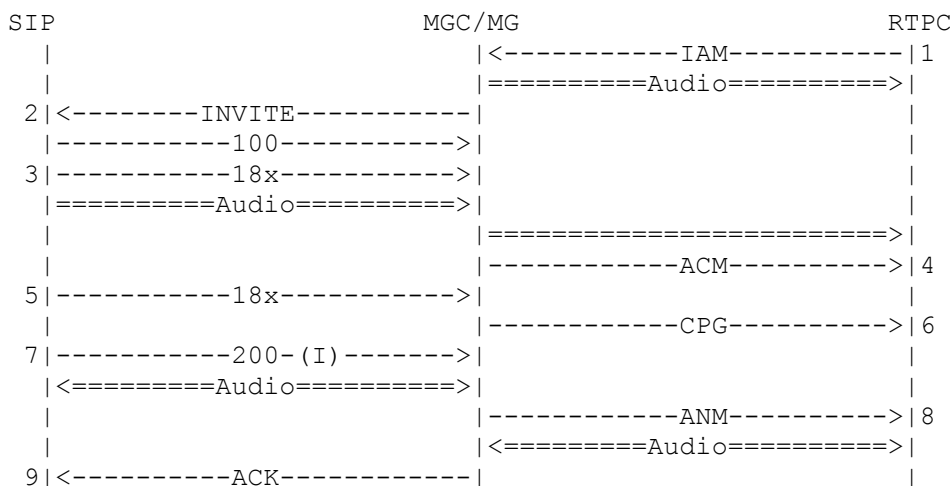 SIP                       MGC/MG                       RTPC
  |                          |<-----------IAM-----------|1
  |                          |==========Audio==========>|
 2|<--------INVITE-----------|                          |
  |-----------100----------->|                          |
 3|-----------18x----------->|                          |
  |==========Audio==========>|                          |
  |                          |=========================>|
  |                          |------------ACM---------->|4
 5|-----------18x----------->|                          |
  |                          |------------CPG---------->|6
 7|-----------200-(I)------->|                          |
  |<=========Audio==========>|                          |
  |                          |------------ANM---------->|8
  |                          |<=========Audio==========>|
 9|<----------ACK------------|                          |